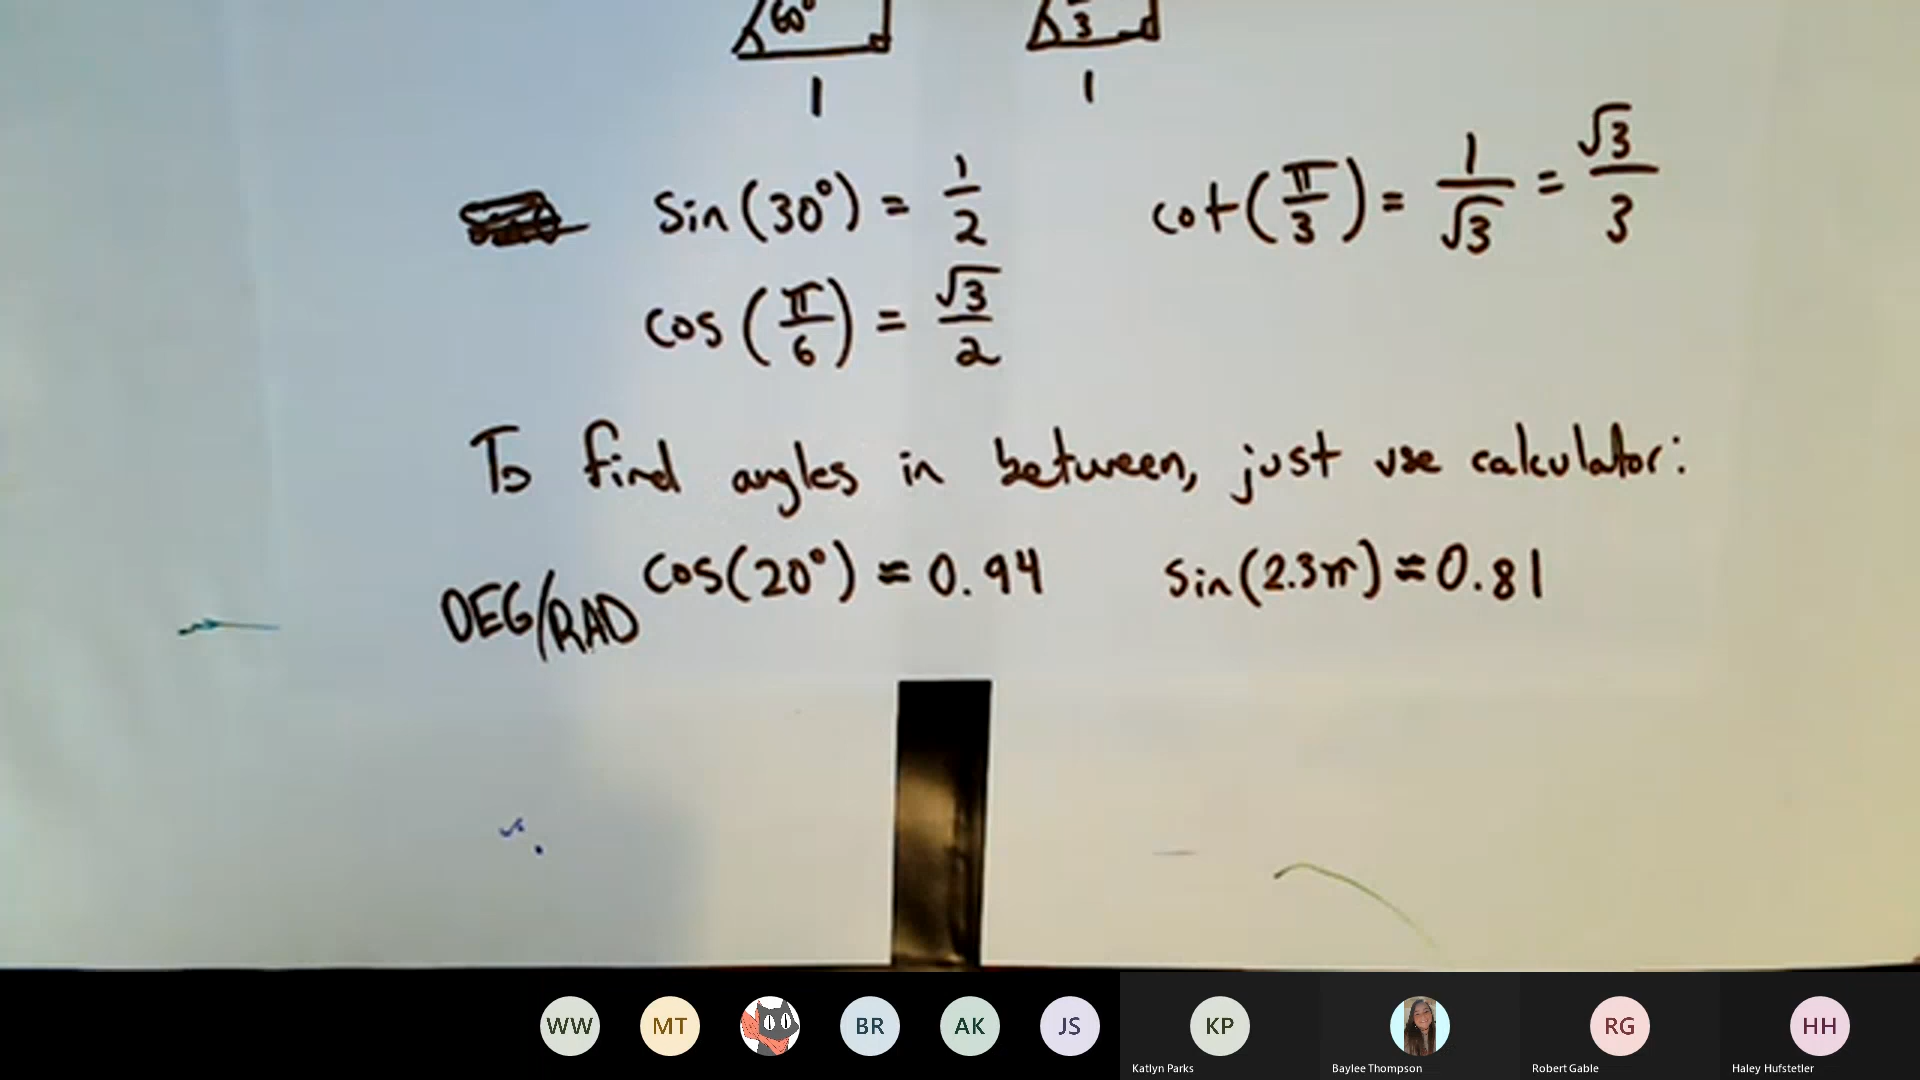 60° π/3
1 1
sin(30°) = 1/2 cot(π/3) = 1/√3 = √3/3
cos(π/6) = √3/2
To find angles in between, just use calculator:
DEG/RAD cos(20°) ≈ 0.94 sin(2.3π) ≈ 0.81
WW MT BR AK JS KP RG HH
Katlyn Parks Baylee Thompson Robert Gable Haley Hufstetler